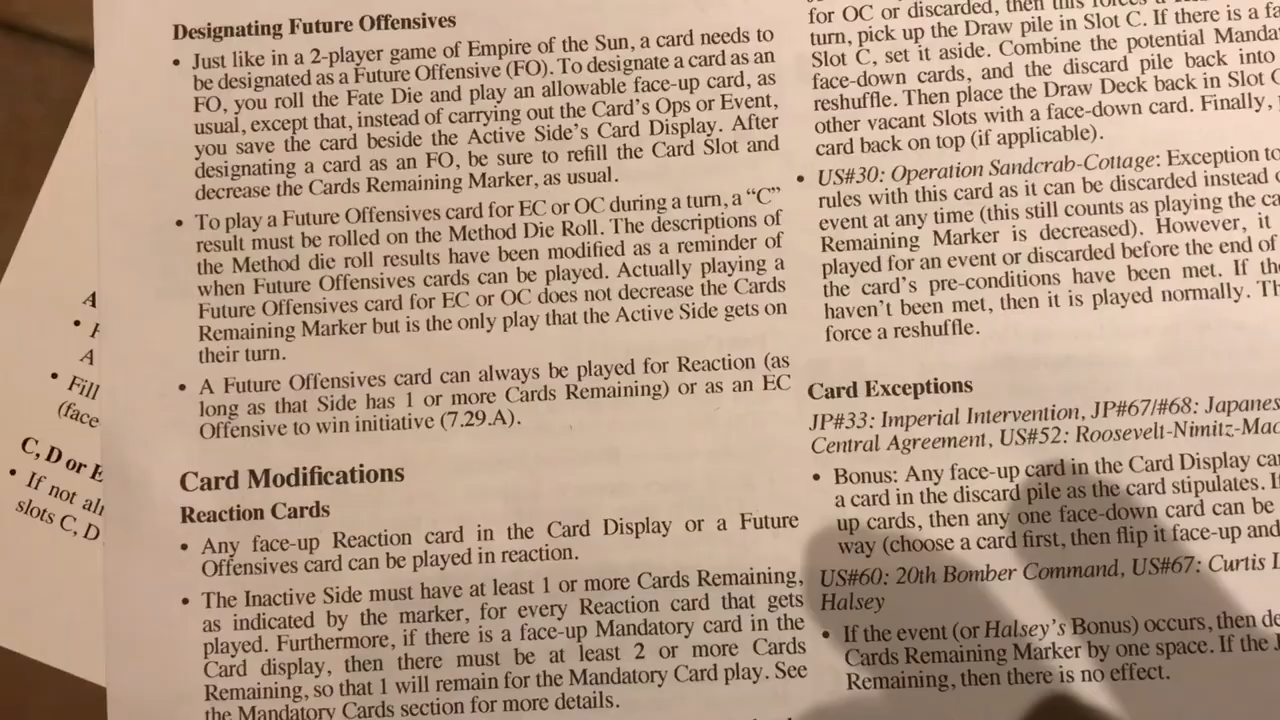 A
• F
A
• Fill
(face
C, D or E
• If not alr
slots C, D
Designating Future Offensives
• Just like in a 2-player game of Empire of the Sun, a card needs to
be designated as a Future Offensive (FO). To designate a card as an
FO, you roll the Fate Die and play an allowable face-up card, as
usual, except that, instead of carrying out the Card's Ops or Event,
you save the card beside the Active Side's Card Display. After
designating a card as an FO, be sure to refill the Card Slot and
decrease the Cards Remaining Marker, as usual.
• To play a Future Offensives card for EC or OC during a turn, a “C”
result must be rolled on the Method Die Roll. The descriptions of
the Method die roll results have been modified as a reminder of
when Future Offensives cards can be played. Actually playing a
Future Offensives card for EC or OC does not decrease the Cards
Remaining Marker but is the only play that the Active Side gets on
their turn.
• A Future Offensives card can always be played for Reaction (as
long as that Side has 1 or more Cards Remaining) or as an EC
Offensive to win initiative (7.29.A).
Card Modifications
Reaction Cards
• Any face-up Reaction card in the Card Display or a Future
Offensives card can be played in reaction.
• The Inactive Side must have at least 1 or more Cards Remaining,
as indicated by the marker, for every Reaction card that gets
played. Furthermore, if there is a face-up Mandatory card in the
Card display, then there must be at least 2 or more Cards
Remaining, so that 1 will remain for the Mandatory Card play. See
the Mandatory Cards section for more details.
for OC or discarded, then this forces a
turn, pick up the Draw pile in Slot C. If there is a fa
Slot C, set it aside. Combine the potential Manda
face-down cards, and the discard pile back into
reshuffle. Then place the Draw Deck back in Slot C
other vacant Slots with a face-down card. Finally,
card back on top (if applicable).
• US#30: Operation Sandcrab-Cottage: Exception to
rules with this card as it can be discarded instead o
event at any time (this still counts as playing the ca
Remaining Marker is decreased). However, it
played for an event or discarded before the end of
the card's pre-conditions have been met. If the
haven't been met, then it is played normally. Th
force a reshuffle.
Card Exceptions
JP#33: Imperial Intervention, JP#67/#68: Japanes
Central Agreement, US#52: Roosevelt-Nimitz-Mac
• Bonus: Any face-up card in the Card Display ca
a card in the discard pile as the card stipulates. I
up cards, then any one face-down card can be
way (choose a card first, then flip it face-up and
US#60: 20th Bomber Command, US#67: Curtis L
Halsey
• If the event (or Halsey's Bonus) occurs, then de
Cards Remaining Marker by one space. If the J
Remaining, then there is no effect.